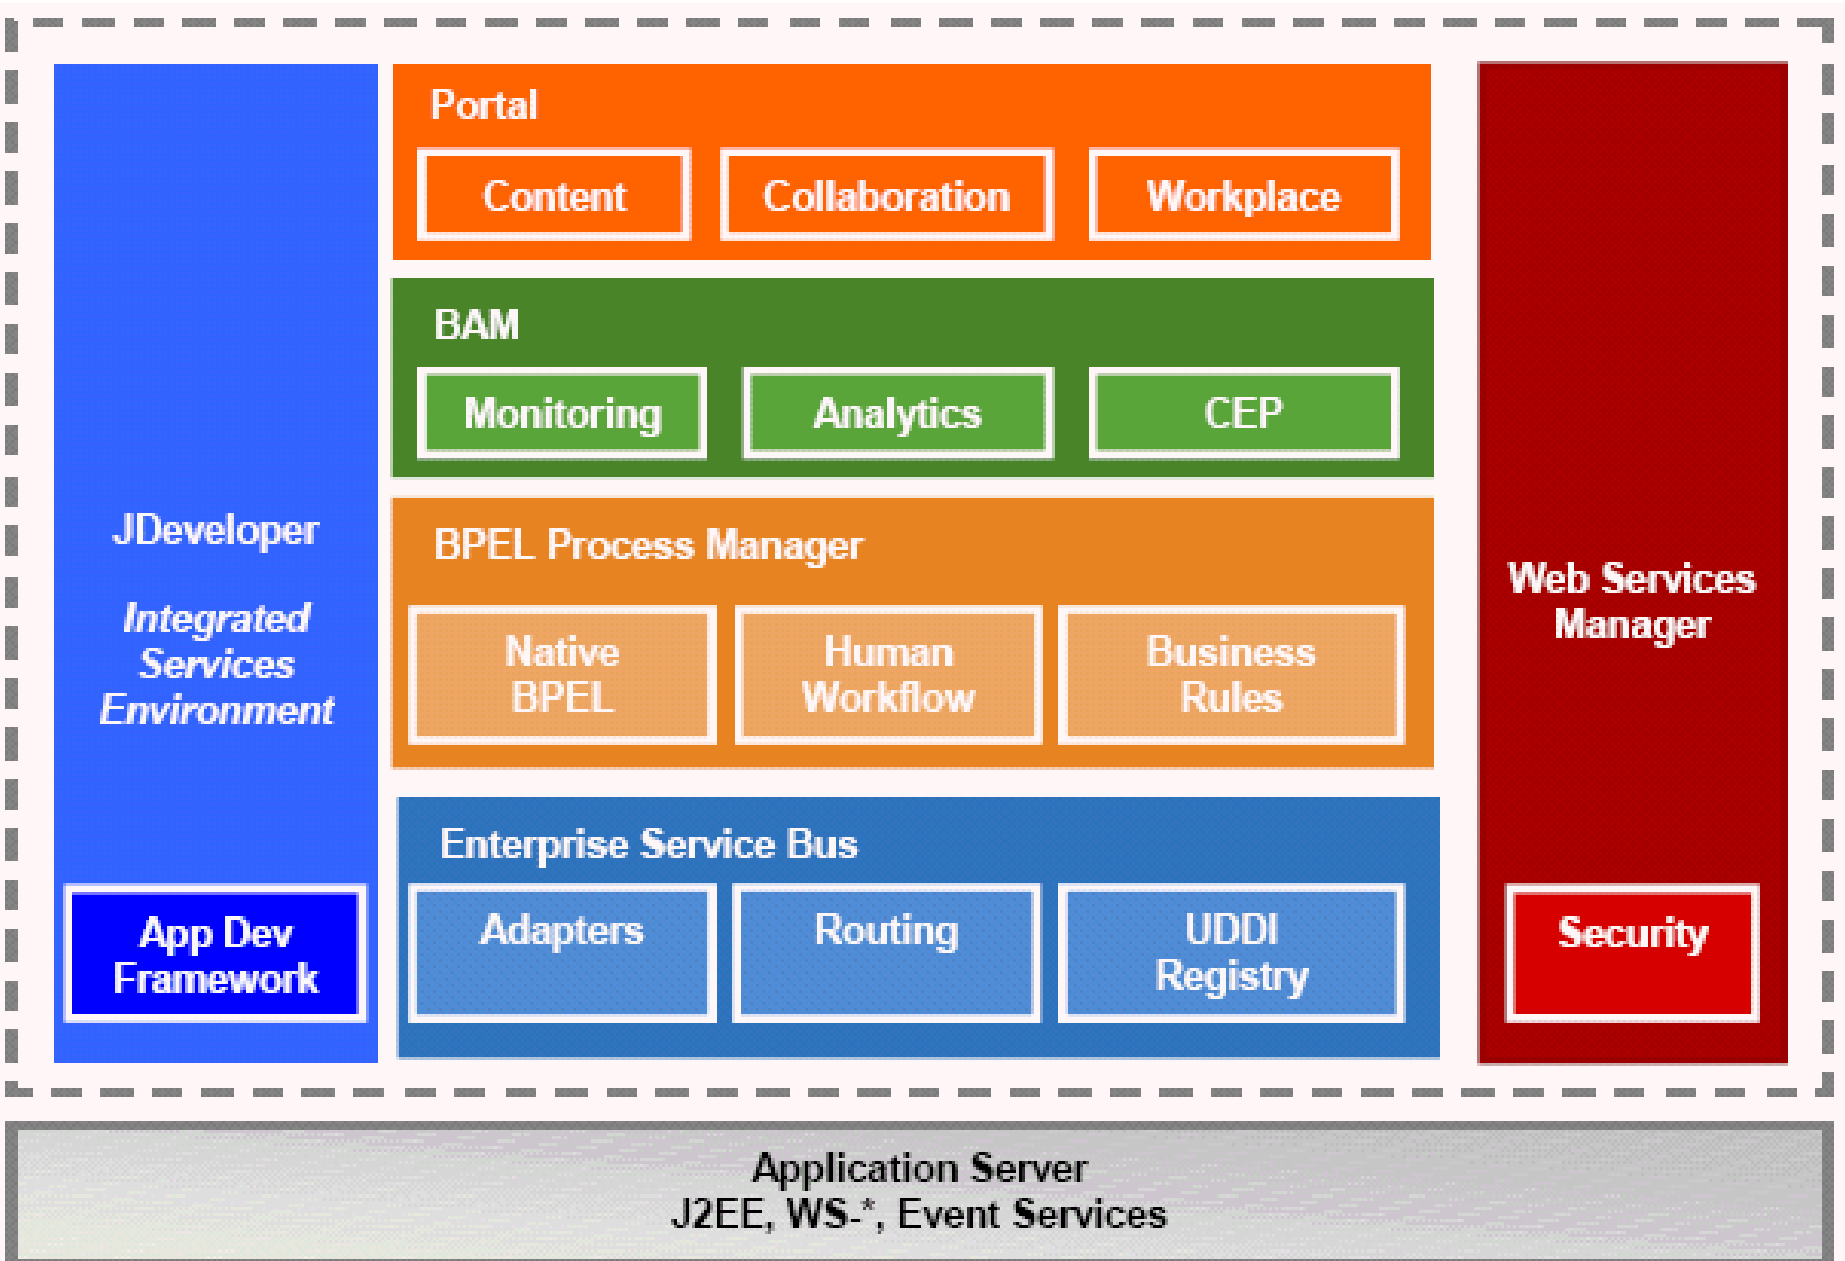 Portal
Content
Collaboration
Workplace
BAM
Monitoring
Analytics
CEP
JDeveloper
Integrated
Services
Environment
BPEL Process Manager
Native
BPEL
Human
Workflow
Business
Rules
Web Services
Manager
Enterprise Service Bus
App Dev
Framework
Adapters
Routing
UDDI
Registry
Security
Application Server
J2EE, WS-*, Event Services